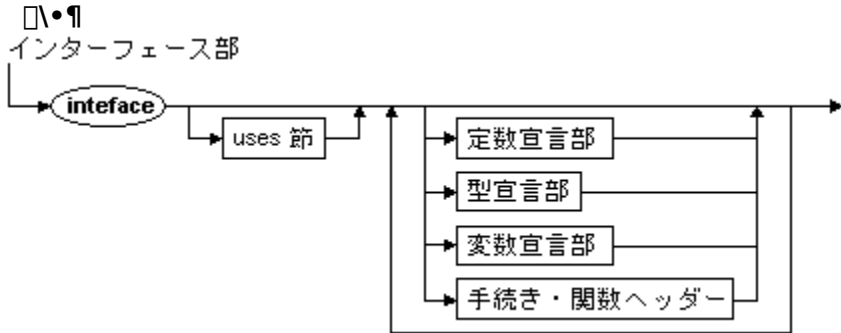 インターフェース部
inteface
uses 節
定数宣言部
型宣言部
変数宣言部
手続き・関数ヘッダー